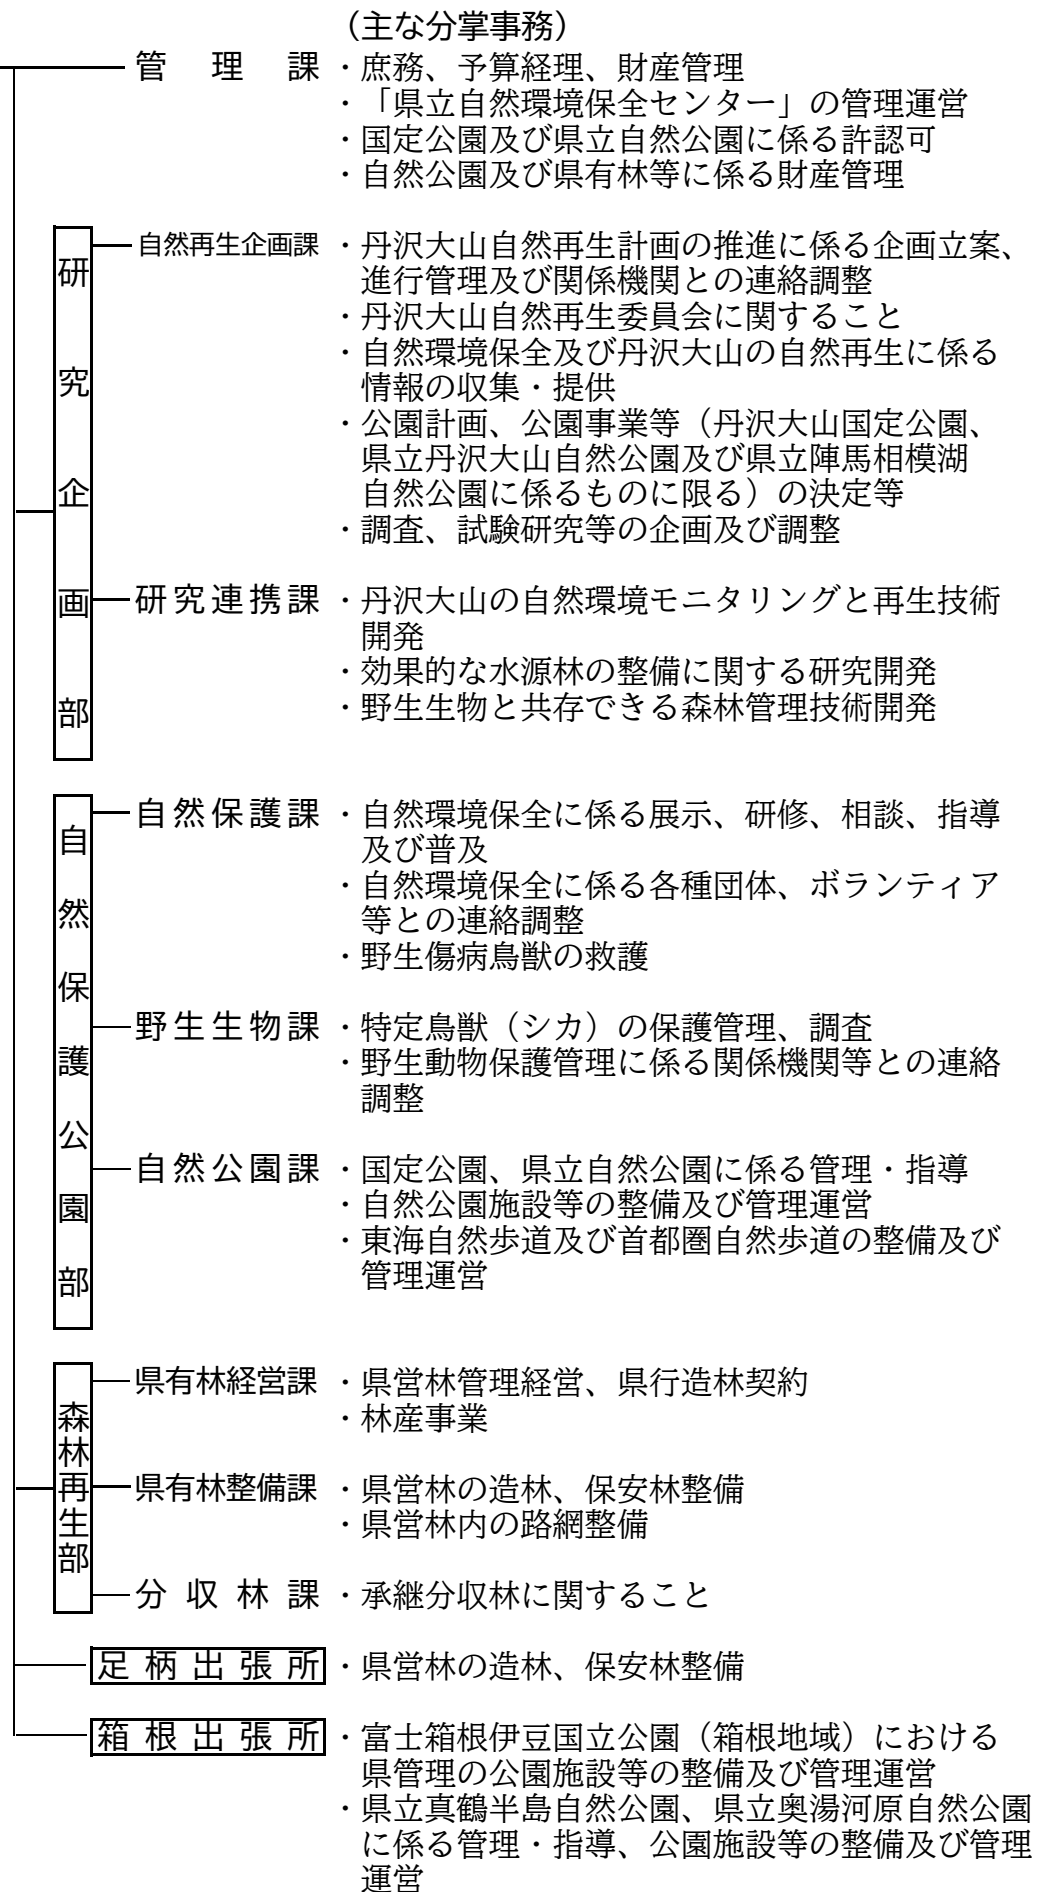 （主な分掌事務）
管理課 ・庶務、予算経理、財産管理
・「県立自然環境保全センター」の管理運営
・国定公園及び県立自然公園に係る許認可
・自然公園及び県有林等に係る財産管理
研究企画部
自然再生企画課 ・丹沢大山自然再生計画の推進に係る企画立案、
進行管理及び関係機関との連絡調整
・丹沢大山自然再生委員会に関すること
・自然環境保全及び丹沢大山の自然再生に係る
情報の収集・提供
・公園計画、公園事業等（丹沢大山国定公園、
県立丹沢大山自然公園及び県立陣馬相模湖
自然公園に係るものに限る）の決定等
・調査、試験研究等の企画及び調整
研究連携課 ・丹沢大山の自然環境モニタリングと再生技術
開発
・効果的な水源林の整備に関する研究開発
・野生生物と共存できる森林管理技術開発
自然保護公園部
自然保護課 ・自然環境保全に係る展示、研修、相談、指導
及び普及
・自然環境保全に係る各種団体、ボランティア
等との連絡調整
・野生傷病鳥獣の救護
野生生物課 ・特定鳥獣（シカ）の保護管理、調査
・野生動物保護管理に係る関係機関等との連絡
調整
自然公園課 ・国定公園、県立自然公園に係る管理・指導
・自然公園施設等の整備及び管理運営
・東海自然歩道及び首都圏自然歩道の整備及び
管理運営
森林再生部
県有林経営課 ・県営林管理経営、県行造林契約
・林産事業
県有林整備課 ・県営林の造林、保安林整備
・県営林内の路網整備
分収林課 ・承継分収林に関すること
足柄出張所 ・県営林の造林、保安林整備
箱根出張所 ・富士箱根伊豆国立公園（箱根地域）における
県管理の公園施設等の整備及び管理運営
・県立真鶴半島自然公園、県立奥湯河原自然公園
に係る管理・指導、公園施設等の整備及び管理
運営